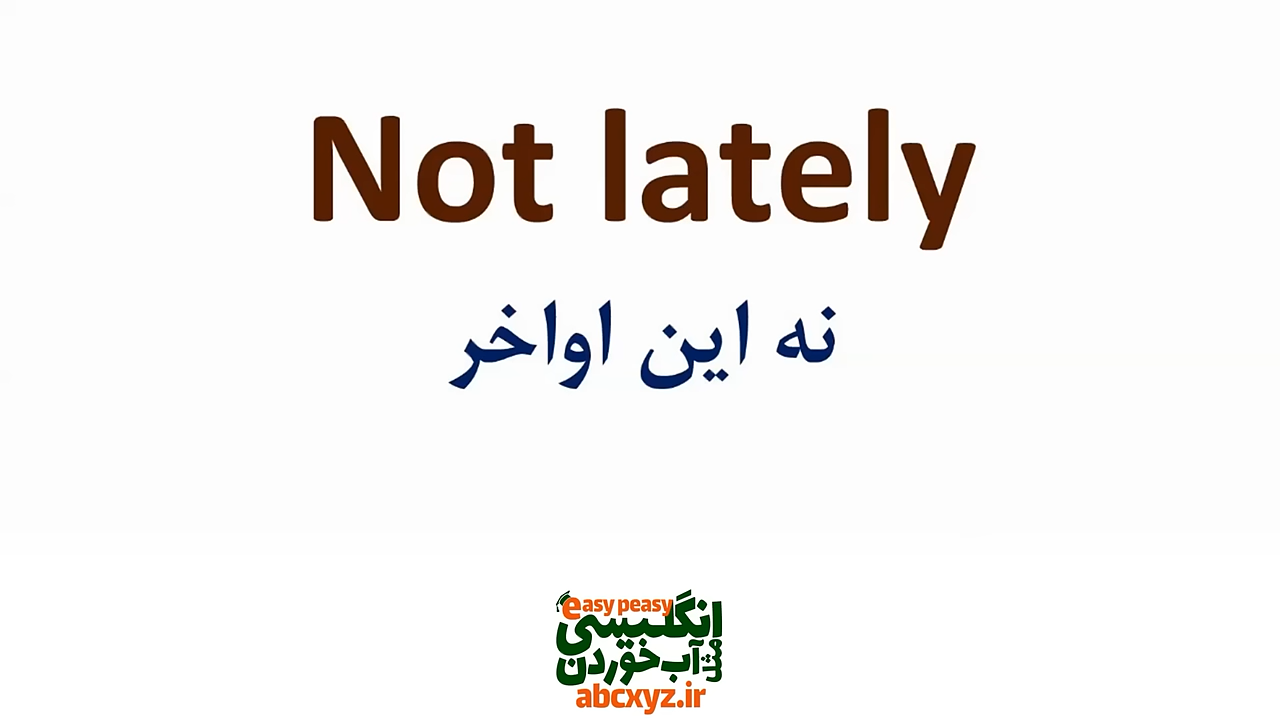 Not lately
نه این اواخر
easy peasy
انگلیسی
مثل آب خوردن
abcxyz.ir